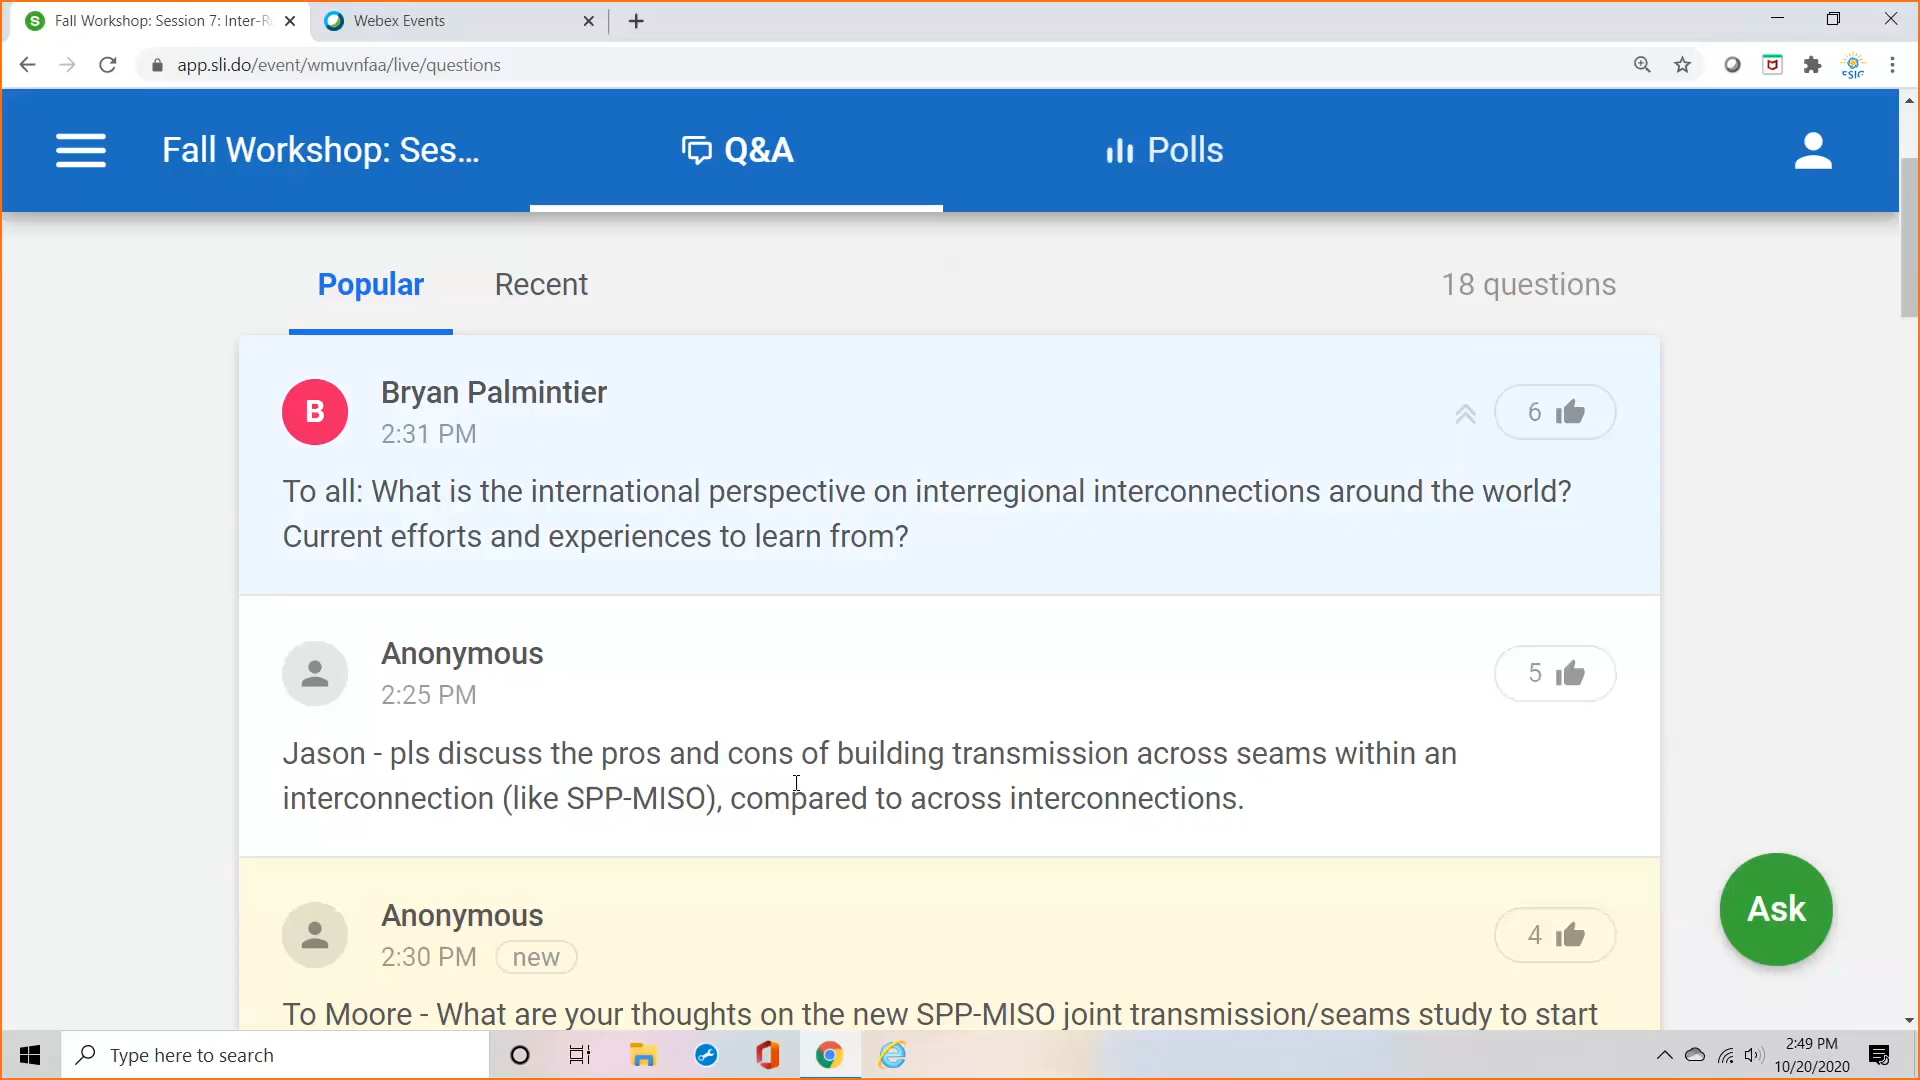 Fall Workshop: Session 7: Inter-R
Webex Events
app.sli.do/event/wmuvnfaa/live/questions
ESIG
Fall Workshop: Ses...
Q&A
Polls
Popular
Recent
18 questions
B
Bryan Palmintier
2:31 PM
6
To all: What is the international perspective on interregional interconnections around the world?
Current efforts and experiences to learn from?
Anonymous
2:25 PM
5
Jason - pls discuss the pros and cons of building transmission across seams within an
interconnection (like SPP-MISO), compared to across interconnections.
Anonymous
2:30 PM new
4
To Moore - What are your thoughts on the new SPP-MISO joint transmission/seams study to start
Ask
Type here to search
2:49 PM
10/20/2020